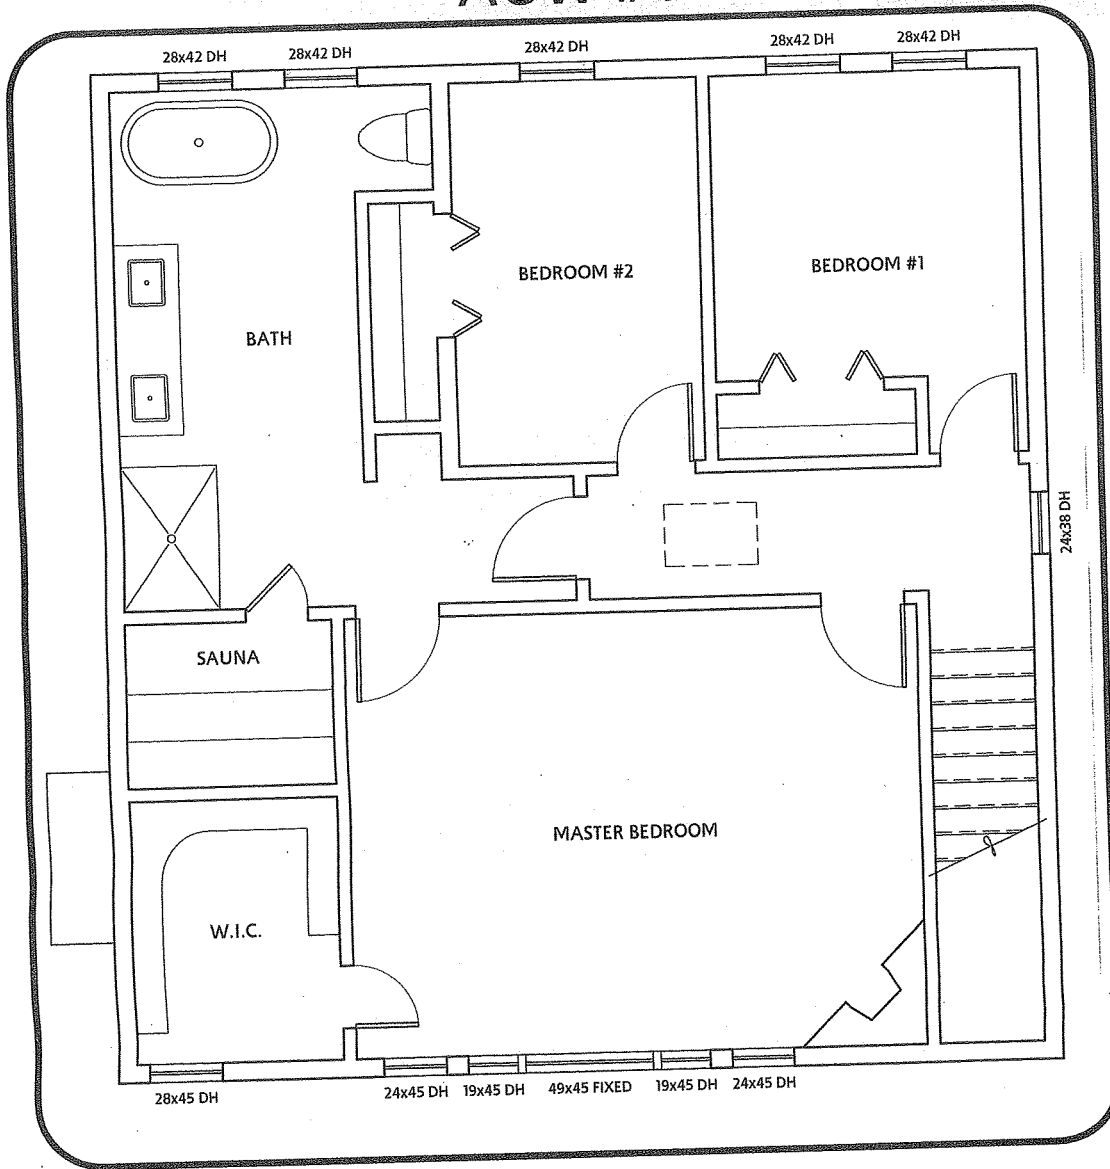 28x42 DH
28x42 DH
28x42 DH
28x42 DH
28x42 DH
BEDROOM #2
BEDROOM #1
BATH
24x38 DH
SAUNA
MASTER BEDROOM
W.I.C.
28x45 DH
24x45 DH
19x45 DH
49x45 FIXED
19x45 DH
24x45 DH